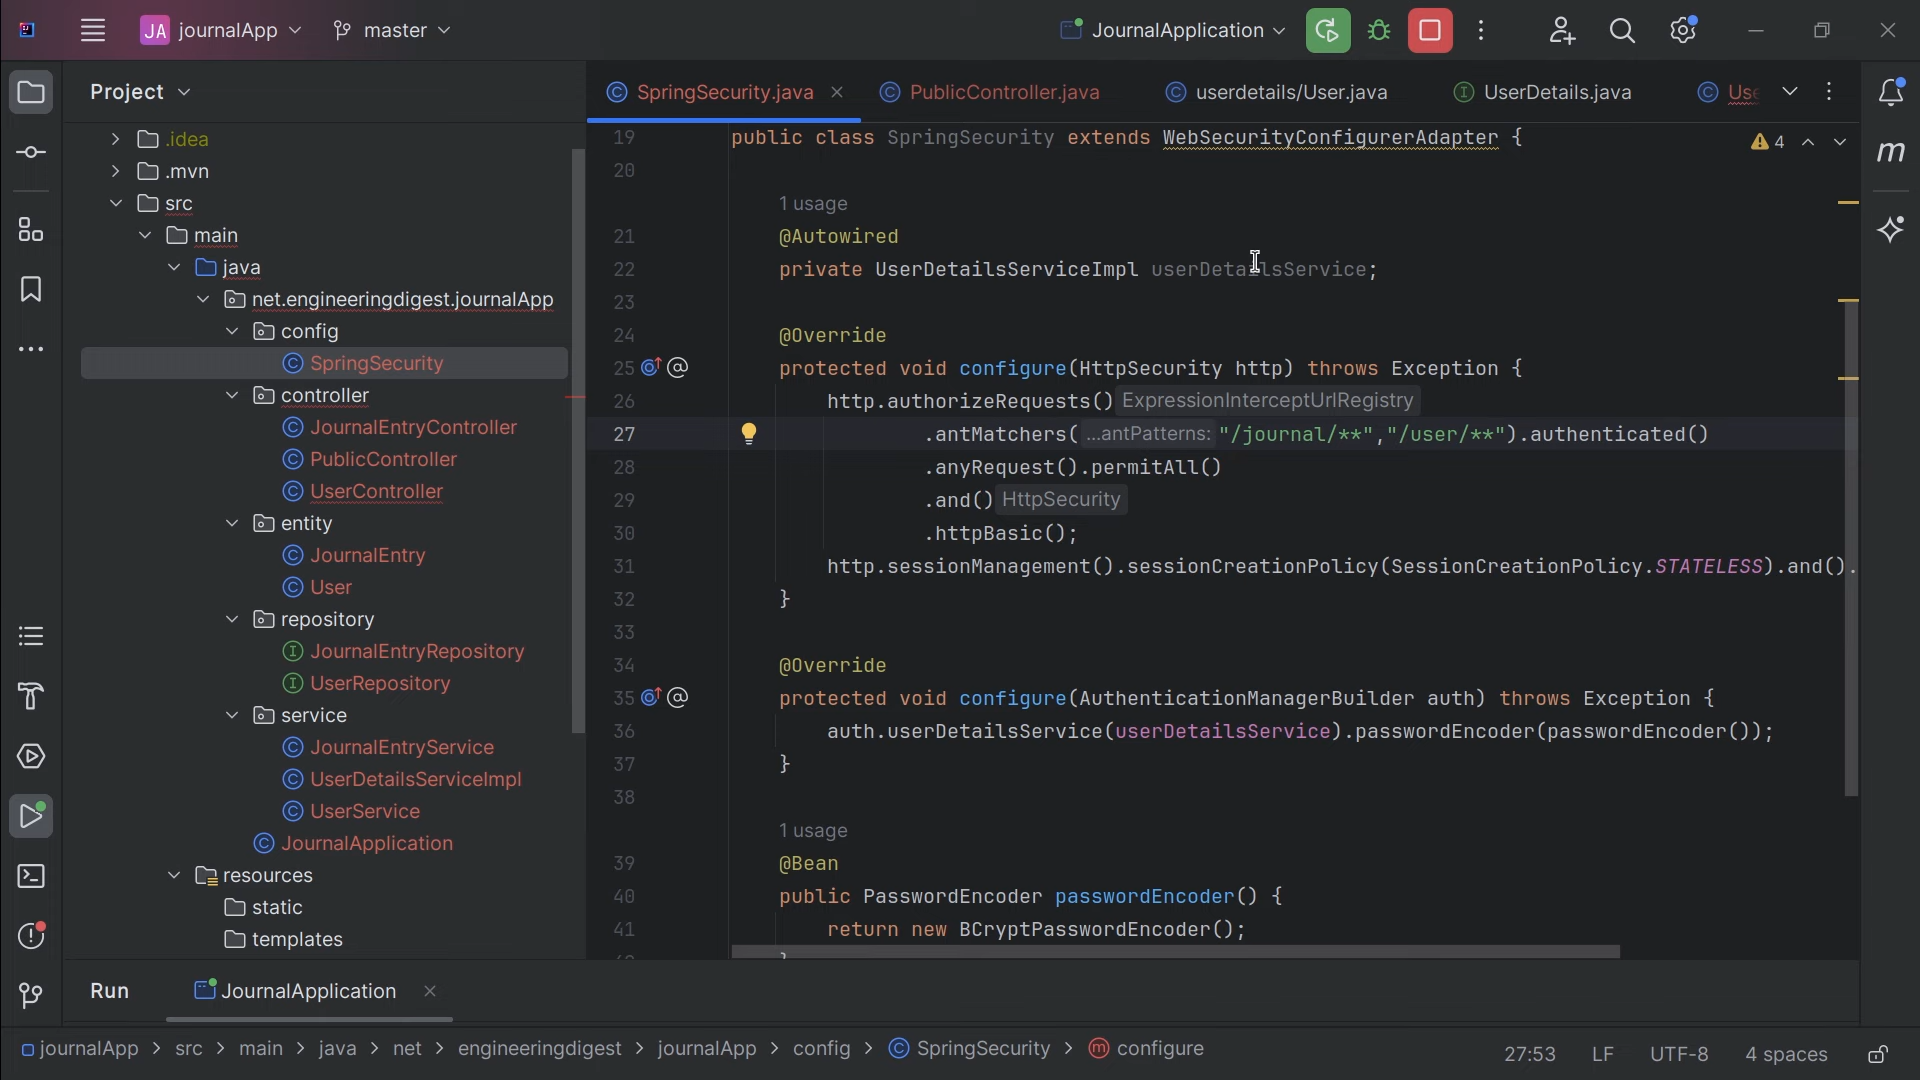 JA journalApp master JournalApplication
Project
SpringSecurity.java PublicController.java userdetails/User.java UserDetails.java Use
.idea
.mvn
src
main
java
net.engineeringdigest.journalApp
config
SpringSecurity
controller
JournalEntryController
PublicController
UserController
entity
JournalEntry
User
repository
JournalEntryRepository
UserRepository
service
JournalEntryService
UserDetailsServiceImpl
UserService
JournalApplication
resources
static
templates
19 public class SpringSecurity extends WebSecurityConfigurerAdapter { 4
20
1 usage
21 @Autowired
22 private UserDetailsServiceImpl userDetailsService;
23
24 @Override
25 @ protected void configure(HttpSecurity http) throws Exception {
26 http.authorizeRequests() ExpressionInterceptUrlRegistry
27 .antMatchers( ...antPatterns: "/journal/**","/user/**").authenticated()
28 .anyRequest().permitAll()
29 .and() HttpSecurity
30 .httpBasic();
31 http.sessionManagement().sessionCreationPolicy(SessionCreationPolicy.STATELESS).and().
32 }
33
34 @Override
35 @ protected void configure(AuthenticationManagerBuilder auth) throws Exception {
36 auth.userDetailsService(userDetailsService).passwordEncoder(passwordEncoder());
37 }
38
1 usage
39 @Bean
40 public PasswordEncoder passwordEncoder() {
41 return new BCryptPasswordEncoder();
m
Run JournalApplication
journalApp > src > main > java > net > engineeringdigest > journalApp > config > SpringSecurity > configure
27:53 LF UTF-8 4 spaces